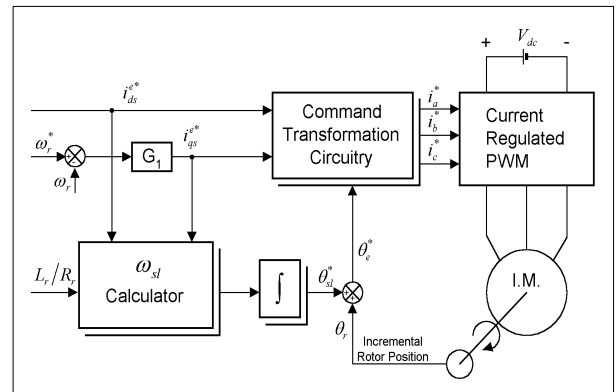 + V_dc -
i_ds^e*
Command
Transformation
Circuitry
i_a^*
i_b^*
i_c^*
Current
Regulated
PWM
ω_r^*
+
-
ω_r
G_1
i_qs^e*
θ_e^*
L_r/R_r
ω_sl
Calculator
∫
θ_sl^*
+
+
θ_r
Incremental
Rotor Position
I.M.